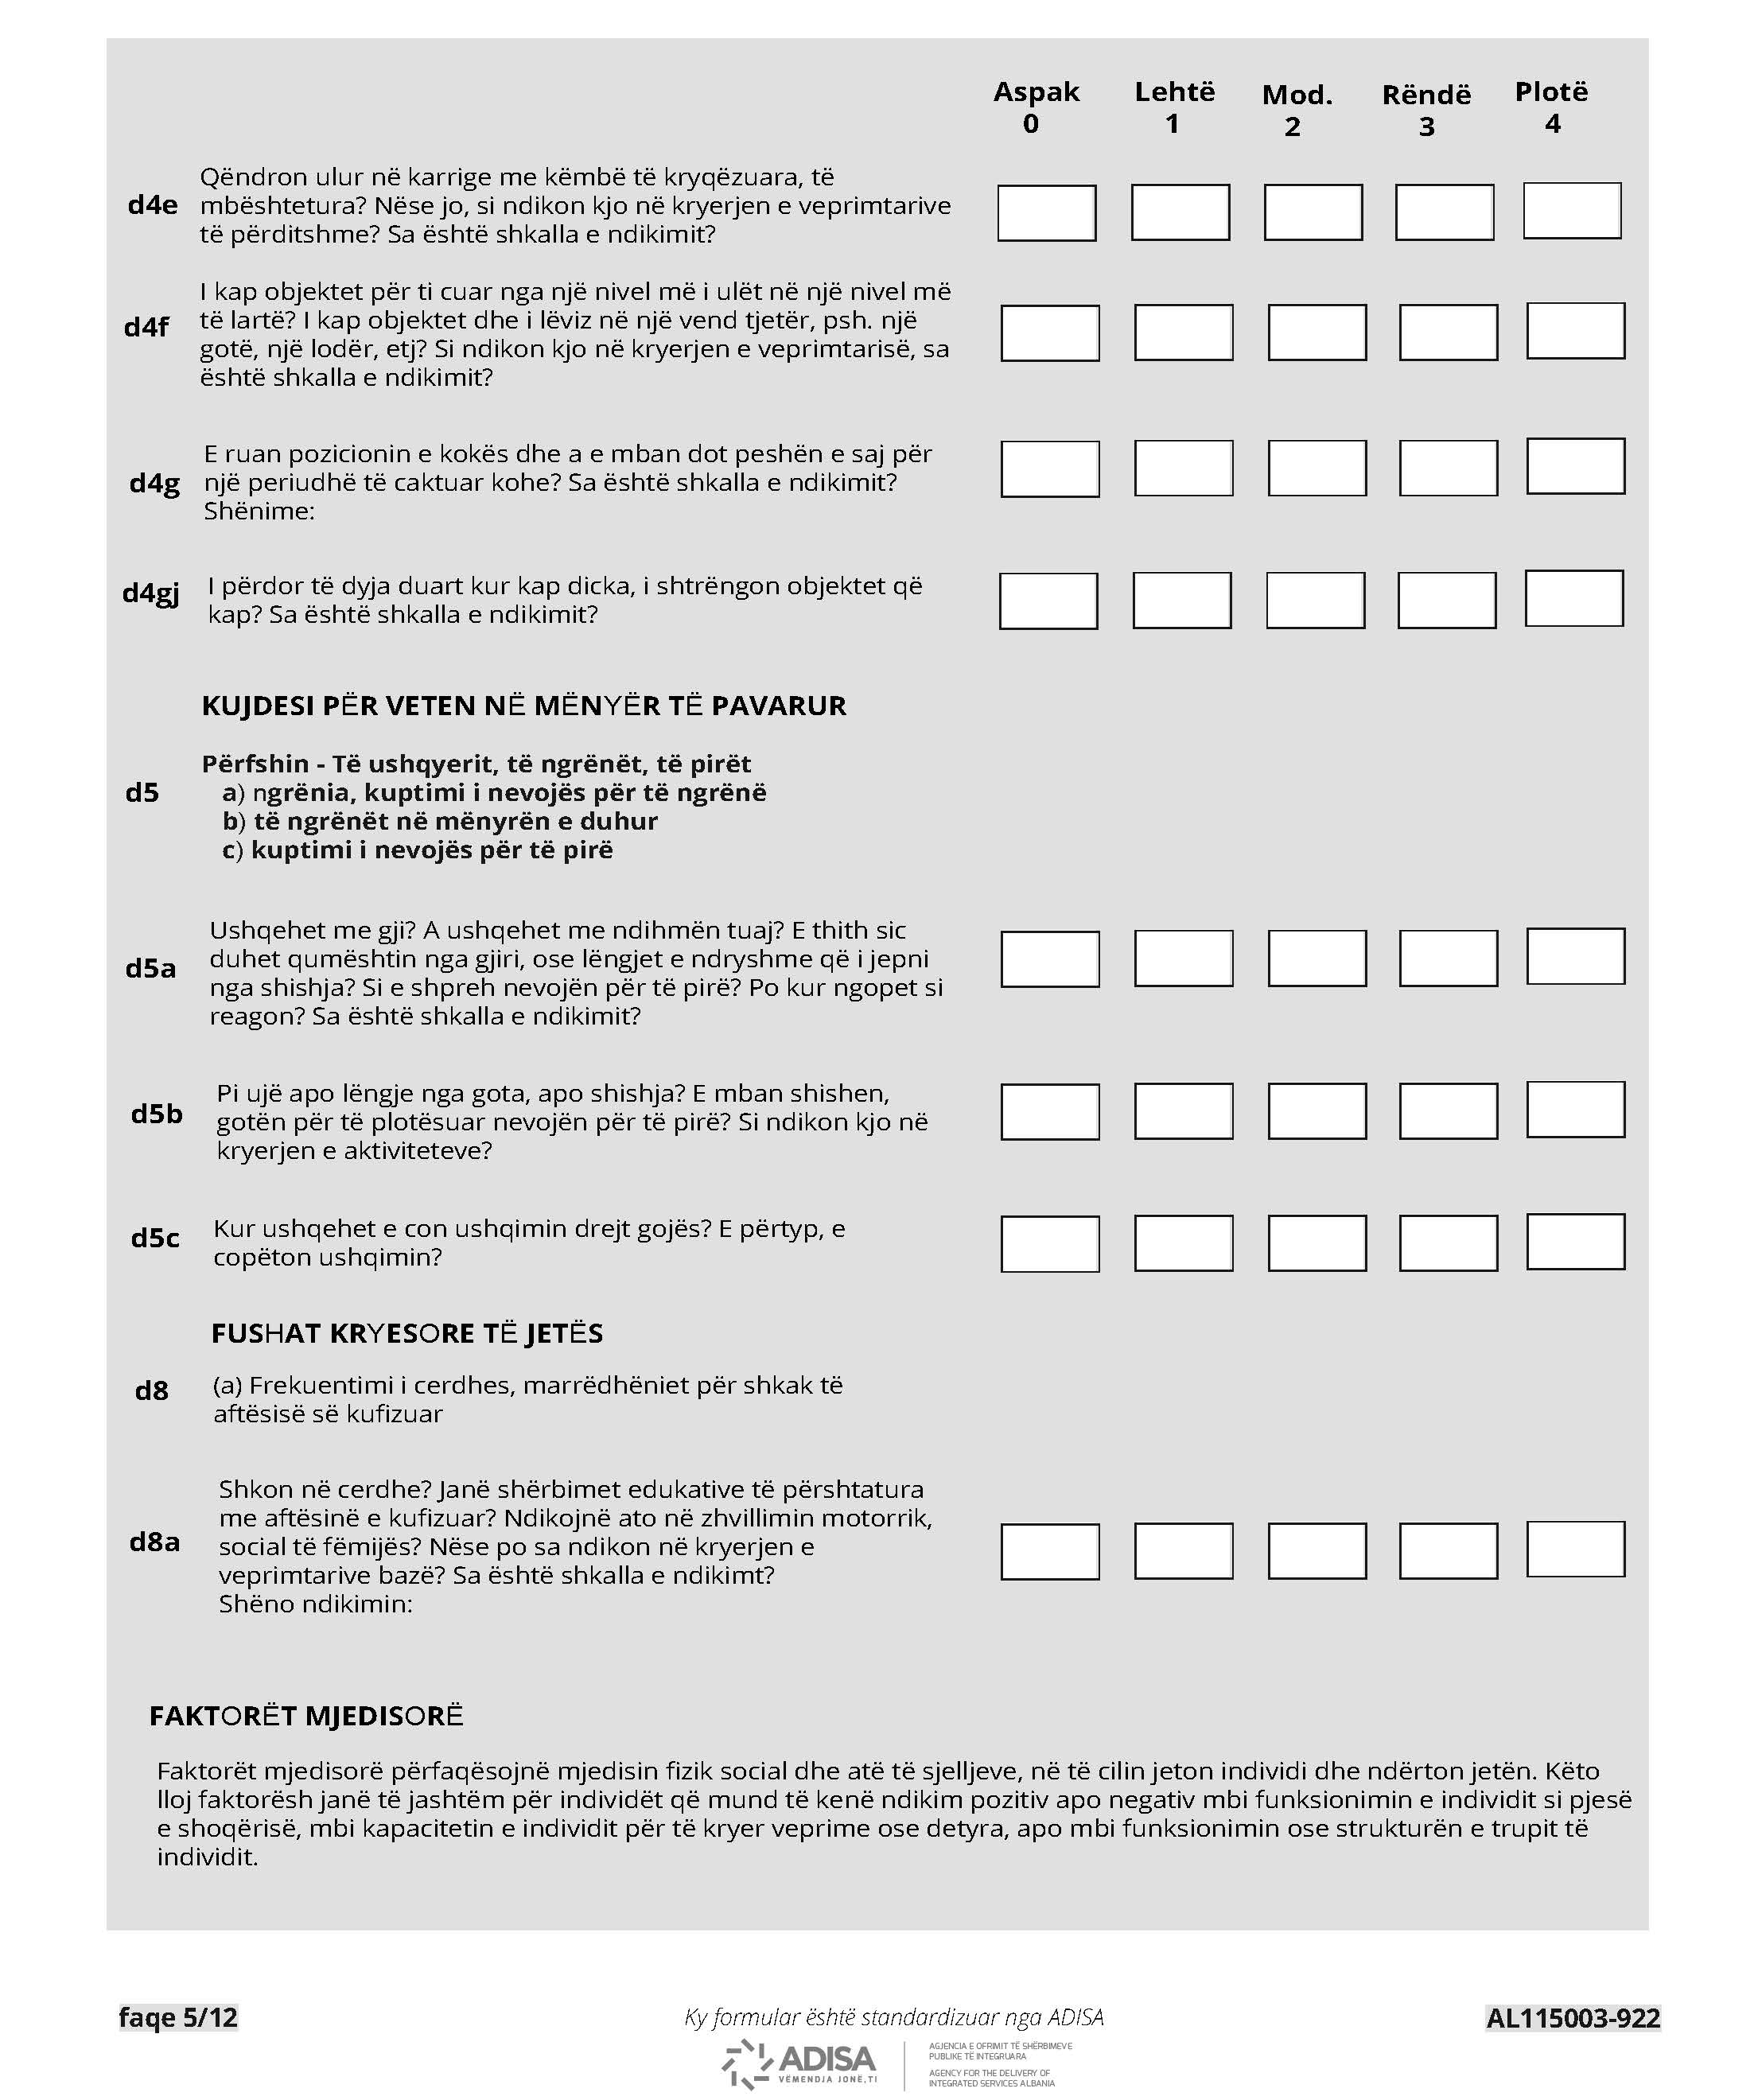 Aspak Lehtë Mod. Rëndë Plotë
0 1 2 3 4
Qëndron ulur në karrige me këmbë të kryqëzuara, të
d4e mbështetura? Nëse jo, si ndikon kjo në kryerjen e veprimtarive
të përditshme? Sa është shkalla e ndikimit?
I kap objektet për ti cuar nga një nivel më i ulët në një nivel më
d4f të lartë? I kap objektet dhe i lëviz në një vend tjetër, psh. një
gotë, një lodër, etj? Si ndikon kjo në kryerjen e veprimtarisë, sa
është shkalla e ndikimit?
E ruan pozicionin e kokës dhe a e mban dot peshën e saj për
d4g një periudhë të caktuar kohe? Sa është shkalla e ndikimit?
Shënime:
d4gj I përdor të dyja duart kur kap dicka, i shtrëngon objektet që
kap? Sa është shkalla e ndikimit?
KUJDESI PËR VETEN NË MËNYËR TË PAVARUR
Përfshin - Të ushqyerit, të ngrënët, të pirët
d5 a) ngrënia, kuptimi i nevojës për të ngrënë
b) të ngrënët në mënyrën e duhur
c) kuptimi i nevojës për të pirë
Ushqehet me gji? A ushqehet me ndihmën tuaj? E thith sic
d5a duhet qumështin nga gjiri, ose lëngjet e ndryshme që i jepni
nga shishja? Si e shpreh nevojën për të pirë? Po kur ngopet si
reagon? Sa është shkalla e ndikimit?
Pi ujë apo lëngje nga gota, apo shishja? E mban shishen,
d5b gotën për të plotësuar nevojën për të pirë? Si ndikon kjo në
kryerjen e aktiviteteve?
d5c Kur ushqehet e con ushqimin drejt gojës? E përtyp, e
copëton ushqimin?
FUSHAT KRYESORE TË JETËS
d8 (a) Frekuentimi i cerdhes, marrëdhëniet për shkak të
aftësisë së kufizuar
Shkon në cerdhe? Janë shërbimet edukative të përshtatura
me aftësinë e kufizuar? Ndikojnë ato në zhvillimin motorrik,
d8a social të fëmijës? Nëse po sa ndikon në kryerjen e
veprimtarive bazë? Sa është shkalla e ndikimt?
Shëno ndikimin:
FAKTORËT MJEDISORË
Faktorët mjedisorë përfaqësojnë mjedisin fizik social dhe atë të sjelljeve, në të cilin jeton individi dhe ndërton jetën. Këto
lloj faktorësh janë të jashtëm për individët që mund të kenë ndikim pozitiv apo negativ mbi funksionimin e individit si pjesë
e shoqërisë, mbi kapacitetin e individit për të kryer veprime ose detyra, apo mbi funksionimin ose strukturën e trupit të
individit.
faqe 5/12 Ky formular është standardizuar nga ADISA AL115003-922
ADISA
VËMENDJA JONË,TI
AGJENCIA E OFRIMIT TË SHËRBIMEVE
PUBLIKE TË INTEGRUARA
AGENCY FOR THE DELIVERY OF
INTEGRATED SERVICES ALBANIA